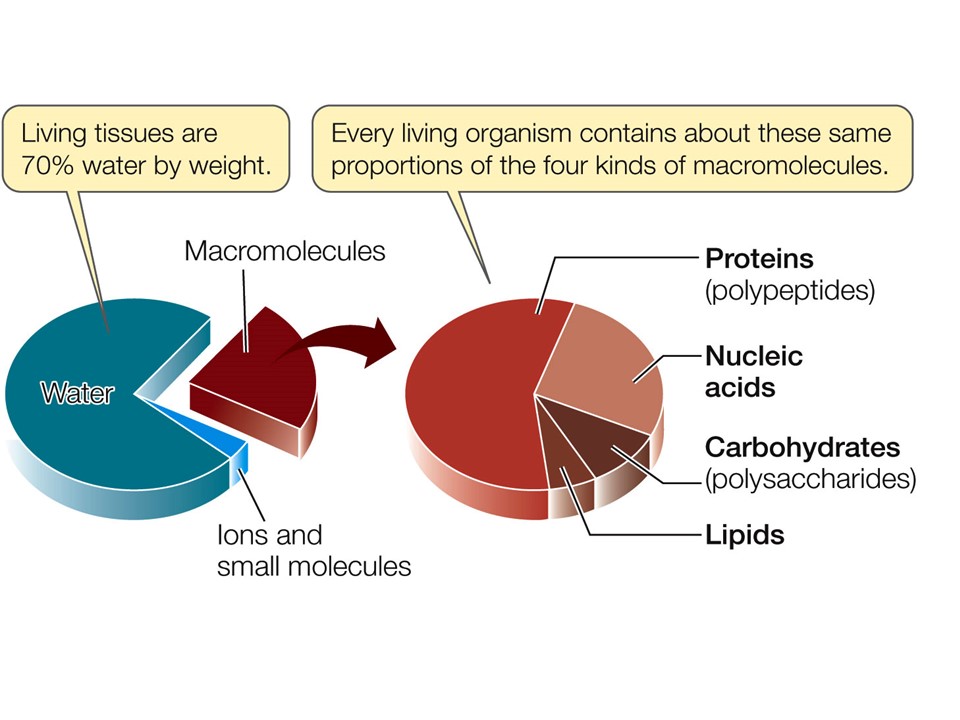 Living tissues are
70% water by weight.
Every living organism contains about these same
proportions of the four kinds of macromolecules.
Macromolecules
Water
Ions and
small molecules
Proteins
(polypeptides)
Nucleic
acids
Carbohydrates
(polysaccharides)
Lipids